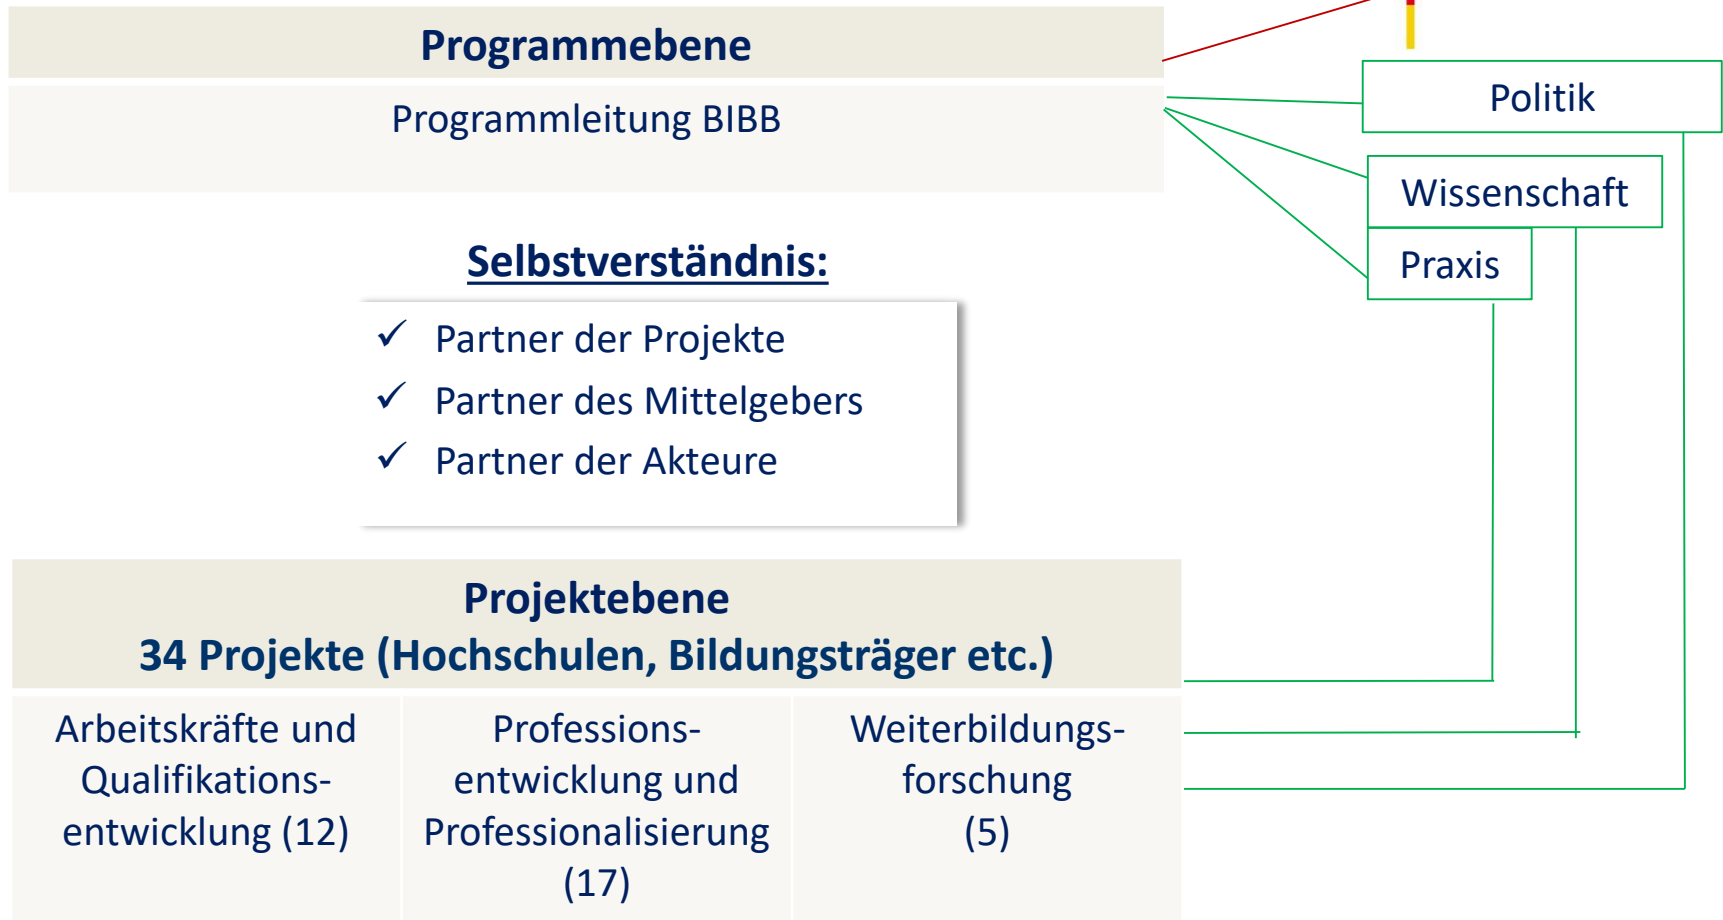 Programmebene
Programmleitung BIBB
Politik
Wissenschaft
Praxis
Selbstverständnis:
✓ Partner der Projekte
✓ Partner des Mittelgebers
✓ Partner der Akteure
Projektebene
34 Projekte (Hochschulen, Bildungsträger etc.)
Arbeitskräfte und
Qualifikations-
entwicklung (12)
Professions-
entwicklung und
Professionalisierung
(17)
Weiterbildungs-
forschung
(5)